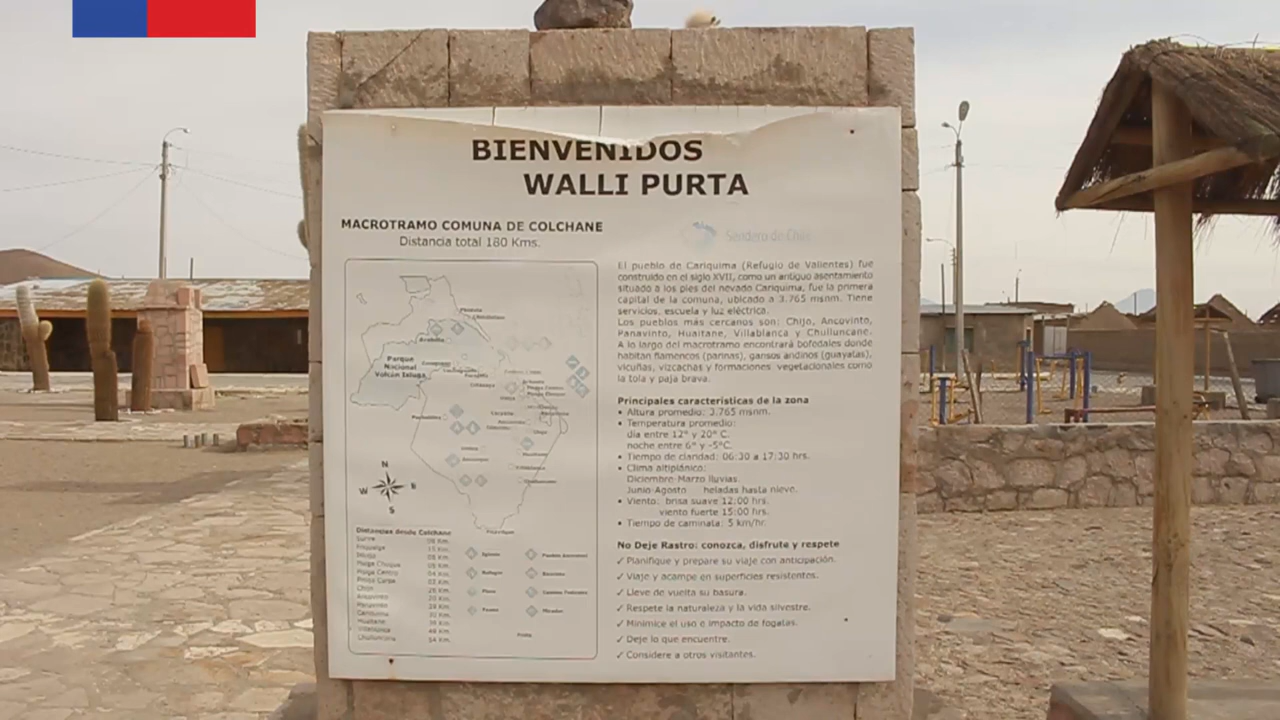 BIENVENIDOS
WALLI PURTA
MACROTRAMO COMUNA DE COLCHANE
Distancia total 180 Kms.
Sendero de Chile
El pueblo de Cariquima (Refugio de Valientes) fue
construido en el siglo XVII, como un antiguo asentamiento
situado a los pies del nevado Cariquima, fue la primera
capital de la comuna, ubicado a 3.765 msnm. Tiene
servicios, escuela y luz eléctrica.
Los pueblos más cercanos son: Chijo, Ancovinto,
Panavinto, Huaitane, Villablanca y Chulluncane.
A lo largo del macrotramo encontrará bofedales donde
habitan flamencos (parinas), gansos andinos (guayatas),
vicuñas, vizcachas y formaciones vegetacionales como
la tola y paja brava.
Principales características de la zona
• Altura promedio: 3.765 msnm.
• Temperatura promedio:
día entre 12° y 20° C.
noche entre 6° y -5°C.
• Tiempo de claridad: 06:30 a 17:30 hrs.
• Clima altiplánico:
Diciembre-Marzo lluvias.
Junio-Agosto heladas hasta nieve.
• Viento: brisa suave 12:00 hrs.
viento fuerte 15:00 hrs.
• Tiempo de caminata: 5 km/hr.
No Deje Rastro: conozca, disfrute y respete
✓ Planifique y prepare su viaje con anticipación.
✓ Viaje y acampe en superficies resistentes.
✓ Lleve de vuelta su basura.
✓ Respete la naturaleza y la vida silvestre.
✓ Minimice el uso e impacto de fogatas.
✓ Deje lo que encuentre.
✓ Considere a otros visitantes.
Parque
Nacional
Volcán Isluga
N
W E
S
Distancias desde Colchane